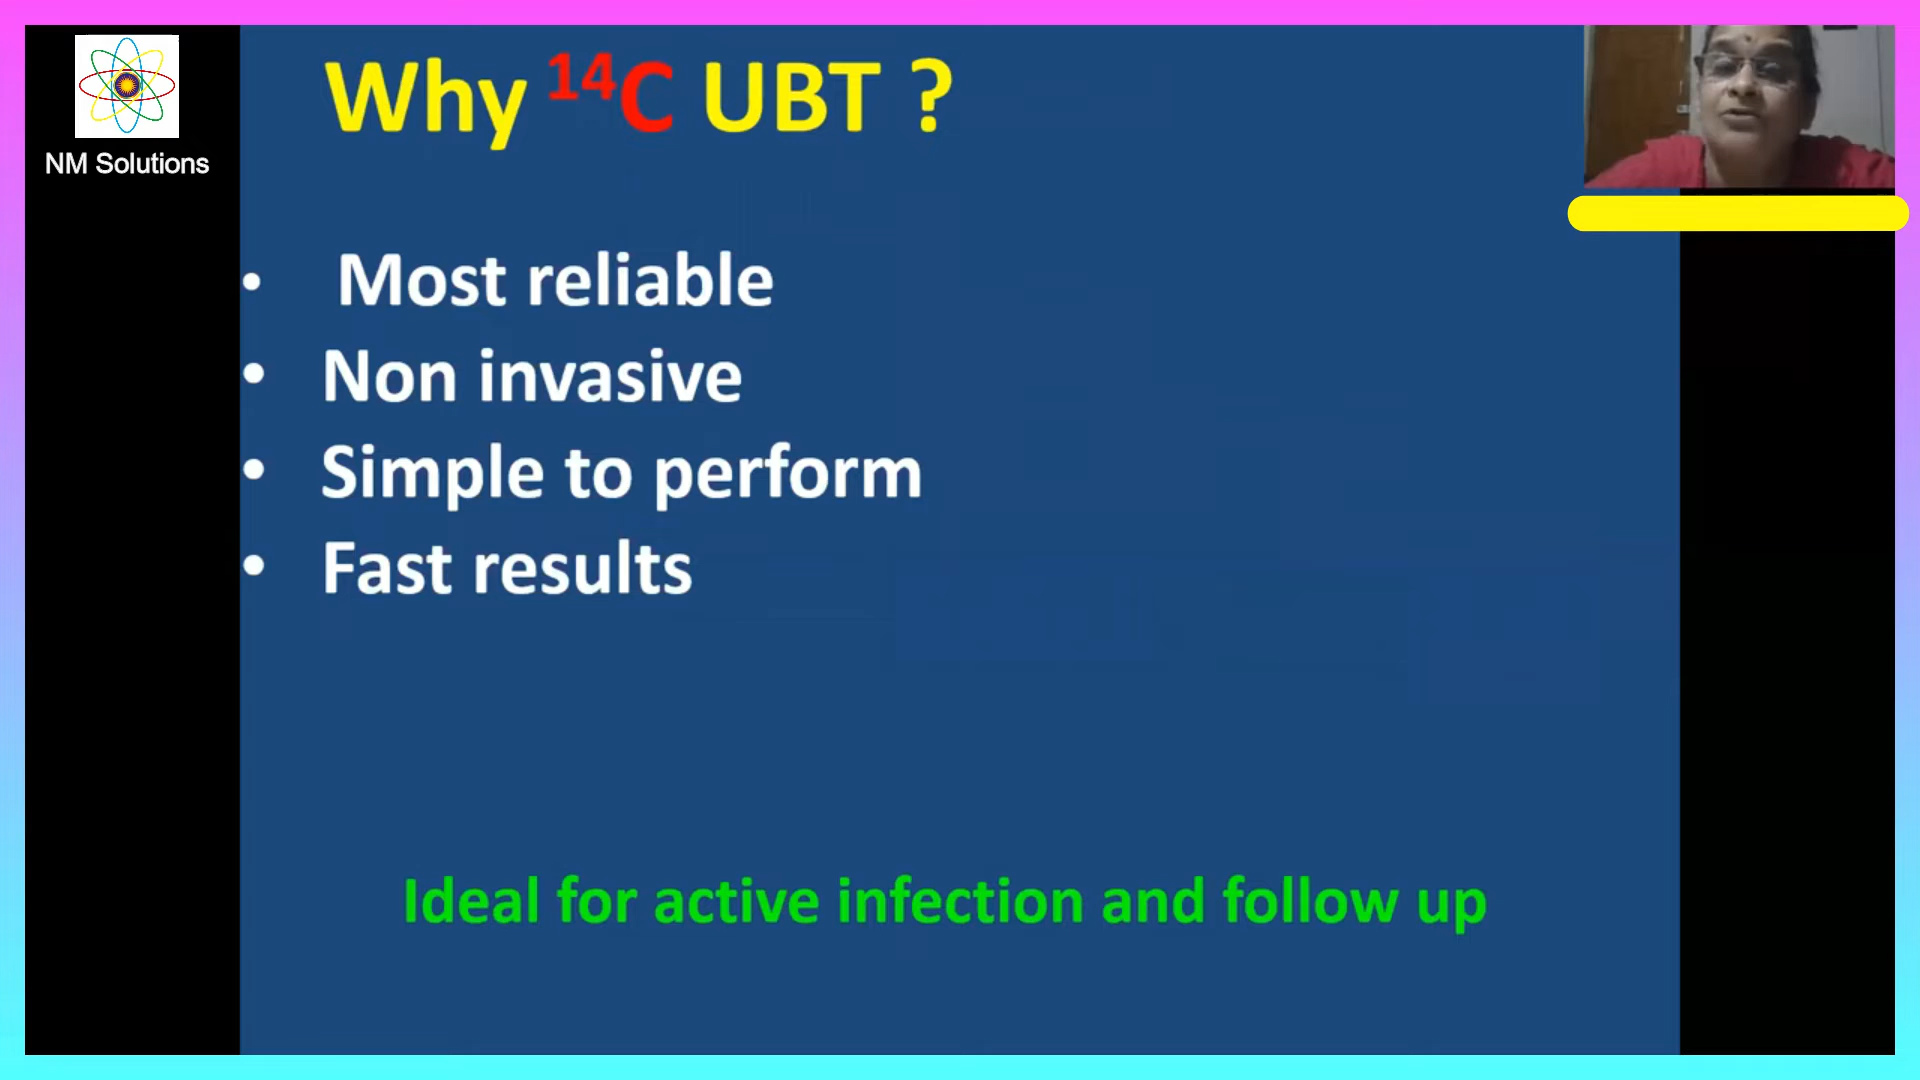 NM Solutions
Why ¹⁴C UBT ?
• Most reliable
• Non invasive
• Simple to perform
• Fast results
Ideal for active infection and follow up